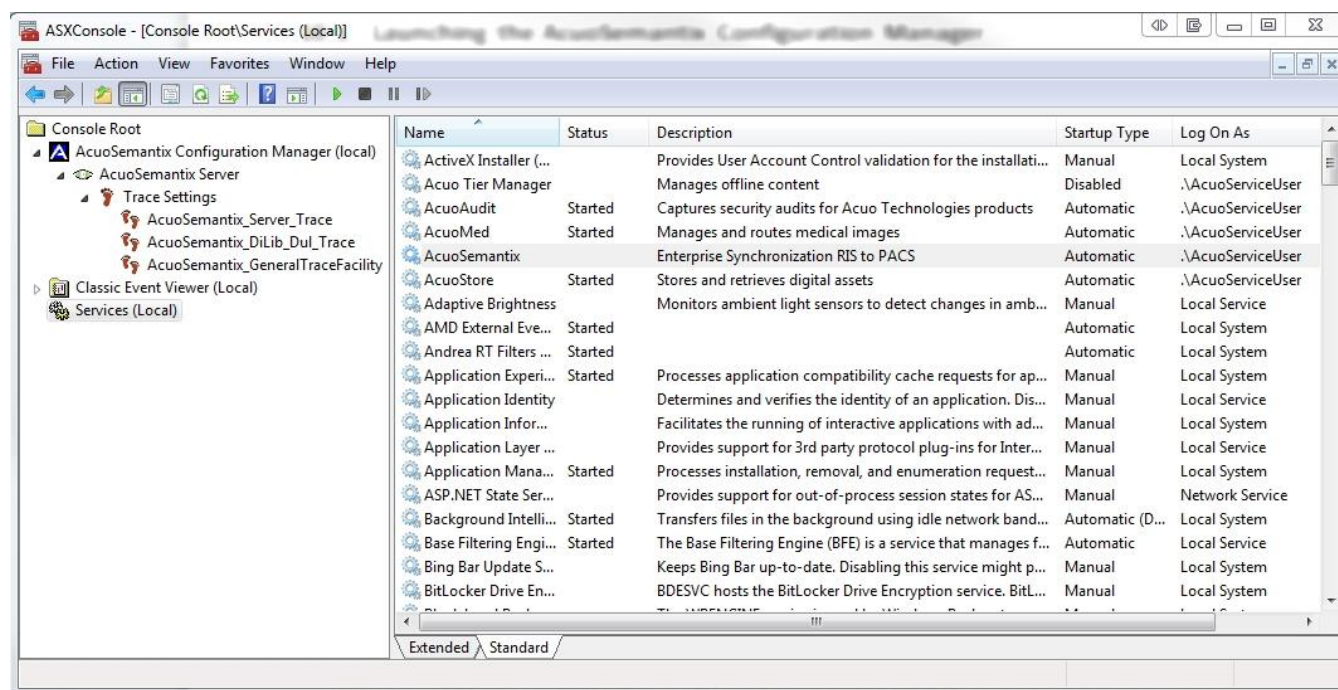 ASXConsole - [Console Root\Services (Local)]
Launching the AcuoSemantix Configuration Manager
File Action View Favorites Window Help
Console Root
AcuoSemantix Configuration Manager (local)
AcuoSemantix Server
Trace Settings
AcuoSemantix_Server_Trace
AcuoSemantix_DiLib_Dul_Trace
AcuoSemantix_GeneralTraceFacility
Classic Event Viewer (Local)
Services (Local)
Name Status Description Startup Type Log On As
ActiveX Installer (... Provides User Account Control validation for the installati... Manual Local System
Acuo Tier Manager Manages offline content Disabled .\AcuoServiceUser
AcuoAudit Started Captures security audits for Acuo Technologies products Automatic .\AcuoServiceUser
AcuoMed Started Manages and routes medical images Automatic .\AcuoServiceUser
AcuoSemantix Enterprise Synchronization RIS to PACS Automatic .\AcuoServiceUser
AcuoStore Started Stores and retrieves digital assets Automatic .\AcuoServiceUser
Adaptive Brightness Monitors ambient light sensors to detect changes in amb... Manual Local Service
AMD External Eve... Started Automatic Local System
Andrea RT Filters ... Started Automatic Local System
Application Experi... Started Processes application compatibility cache requests for ap... Manual Local System
Application Identity Determines and verifies the identity of an application. Dis... Manual Local Service
Application Infor... Facilitates the running of interactive applications with ad... Manual Local System
Application Layer ... Provides support for 3rd party protocol plug-ins for Inter... Manual Local Service
Application Mana... Started Processes installation, removal, and enumeration request... Manual Local System
ASP.NET State Ser... Provides support for out-of-process session states for AS... Manual Network Service
Background Intelli... Started Transfers files in the background using idle network band... Automatic (D... Local System
Base Filtering Engi... Started The Base Filtering Engine (BFE) is a service that manages f... Automatic Local Service
Bing Bar Update S... Keeps Bing Bar up-to-date. Disabling this service might p... Manual Local System
BitLocker Drive En... BDESVC hosts the BitLocker Drive Encryption service. BitL... Manual Local System
Extended Standard